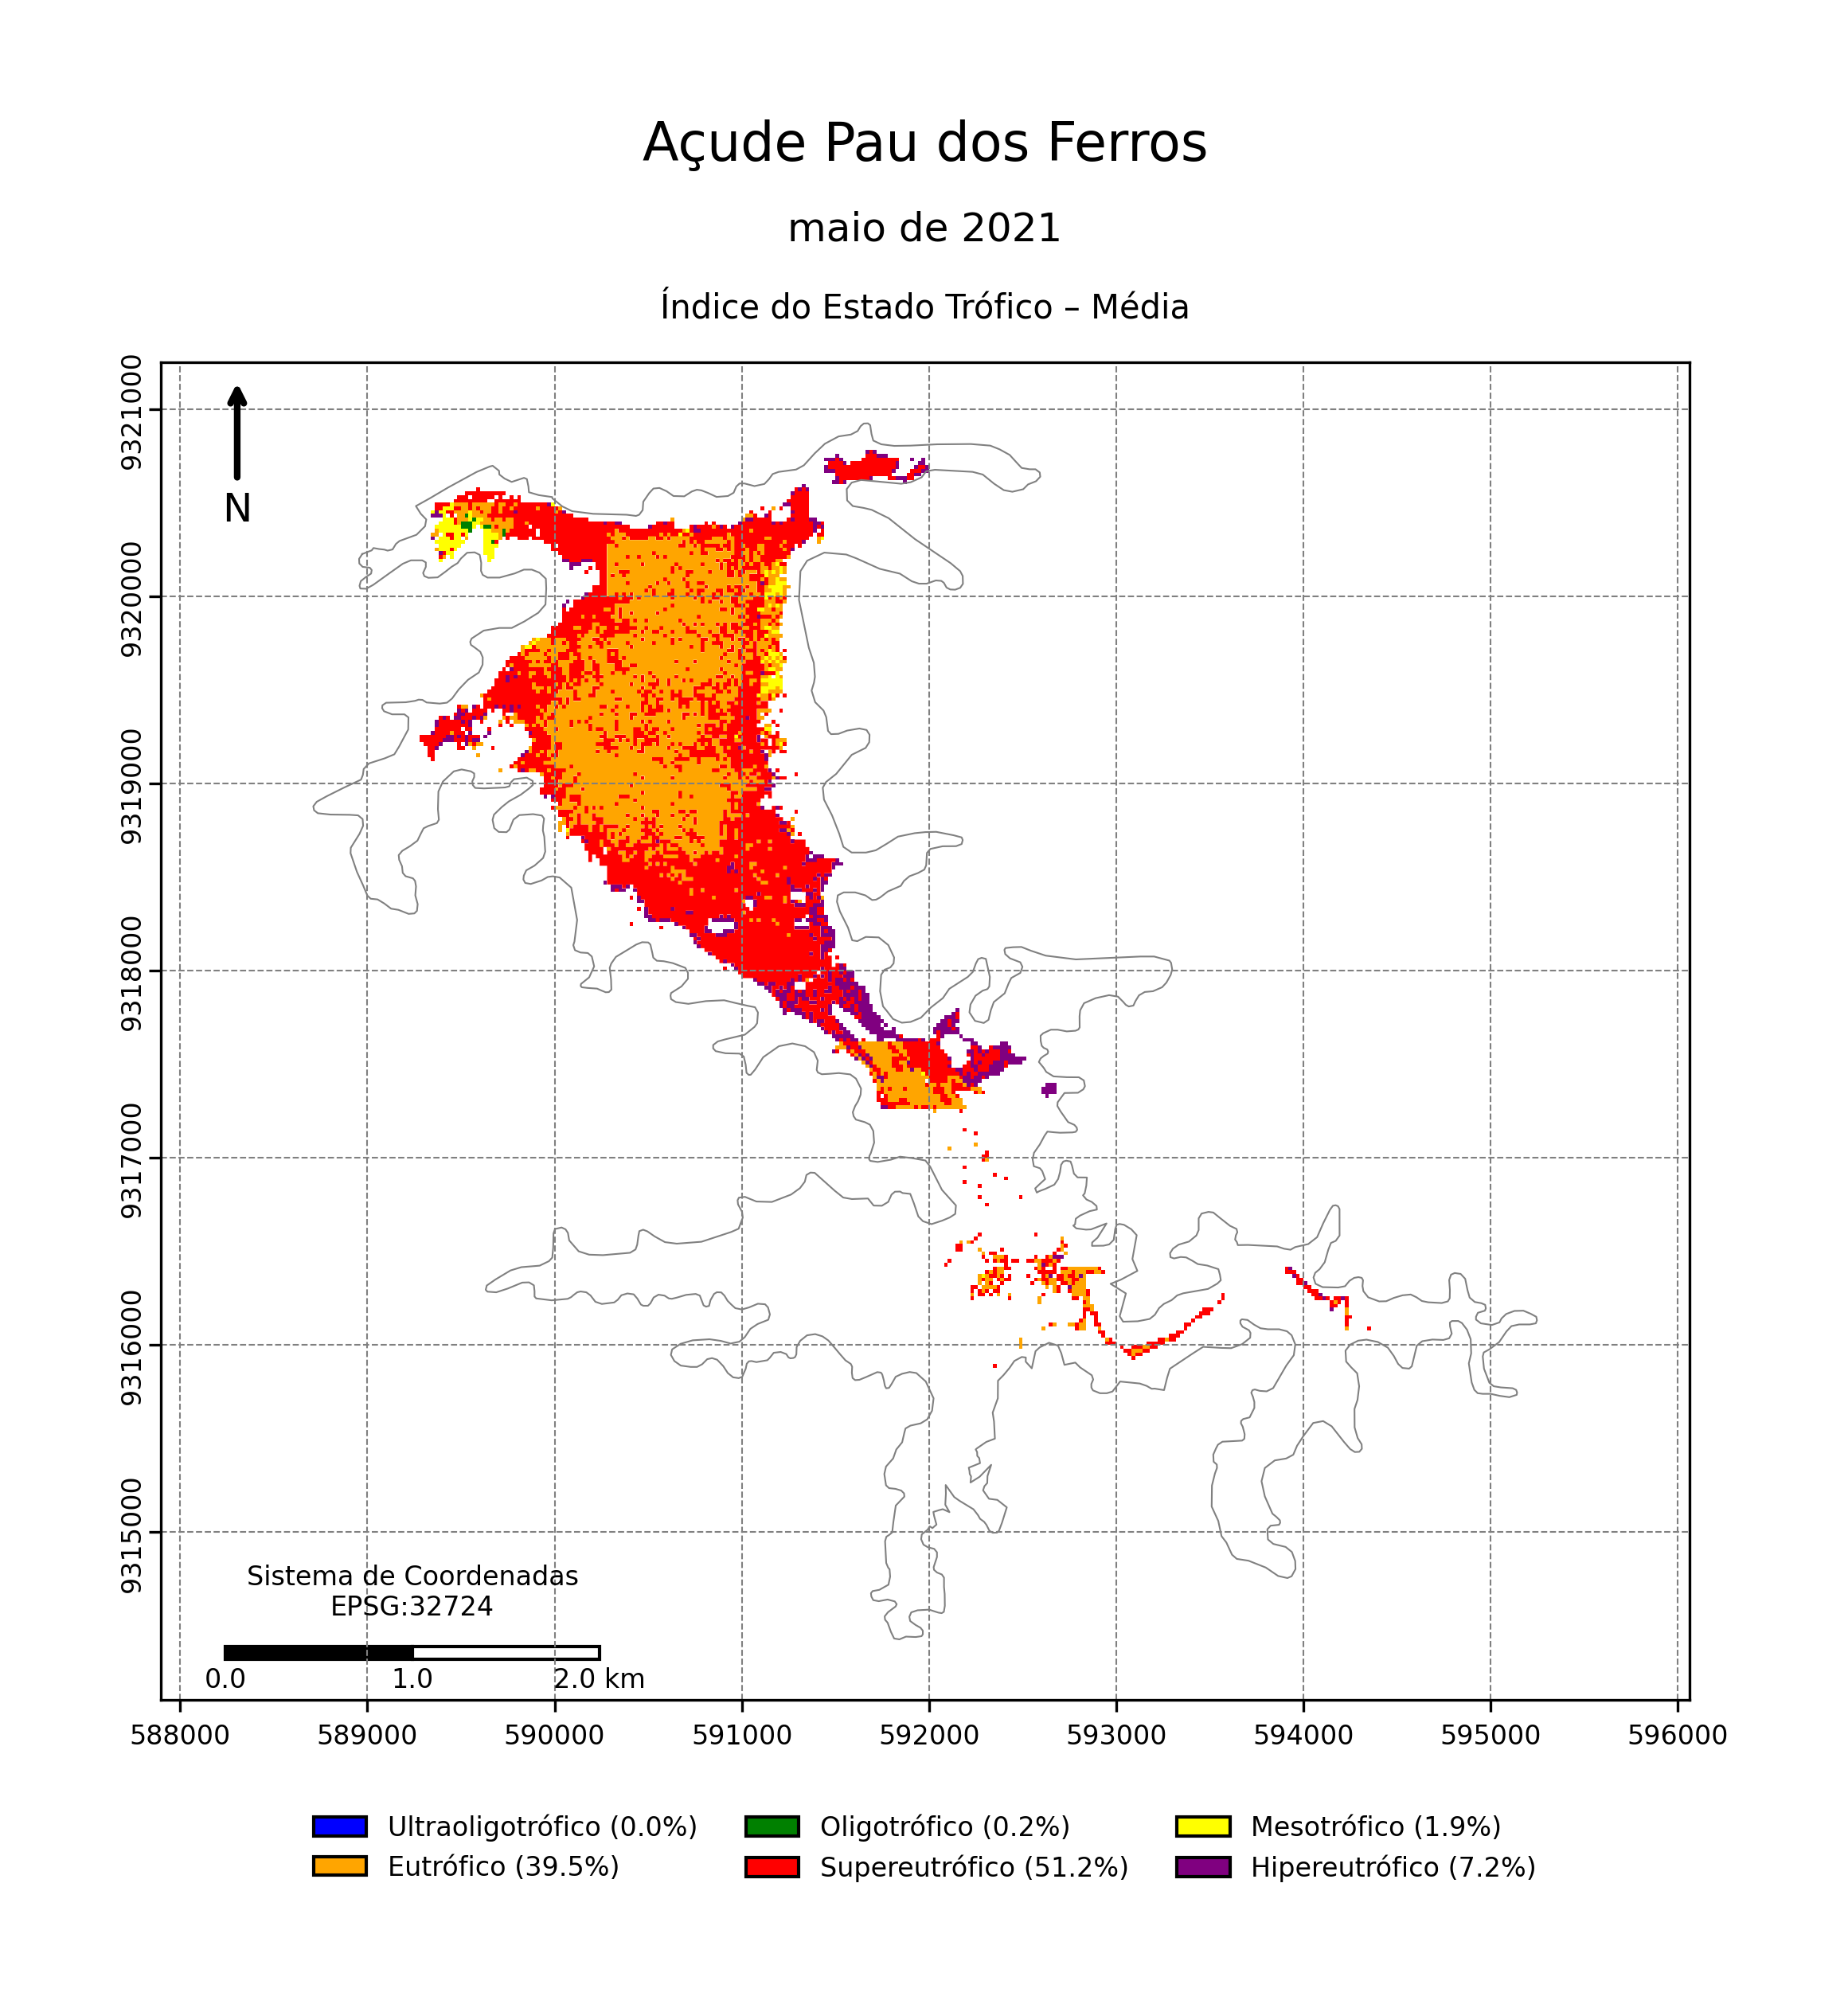 Açude Pau dos Ferros
maio de 2021
Índice do Estado Trófico – Média
9321000
9320000
9319000
9318000
9317000
9316000
9315000
N
Sistema de Coordenadas
EPSG:32724
0.0 1.0 2.0 km
588000 589000 590000 591000 592000 593000 594000 595000 596000
Ultraoligotrófico (0.0%) Oligotrófico (0.2%) Mesotrófico (1.9%)
Eutrófico (39.5%) Supereutrófico (51.2%) Hipereutrófico (7.2%)